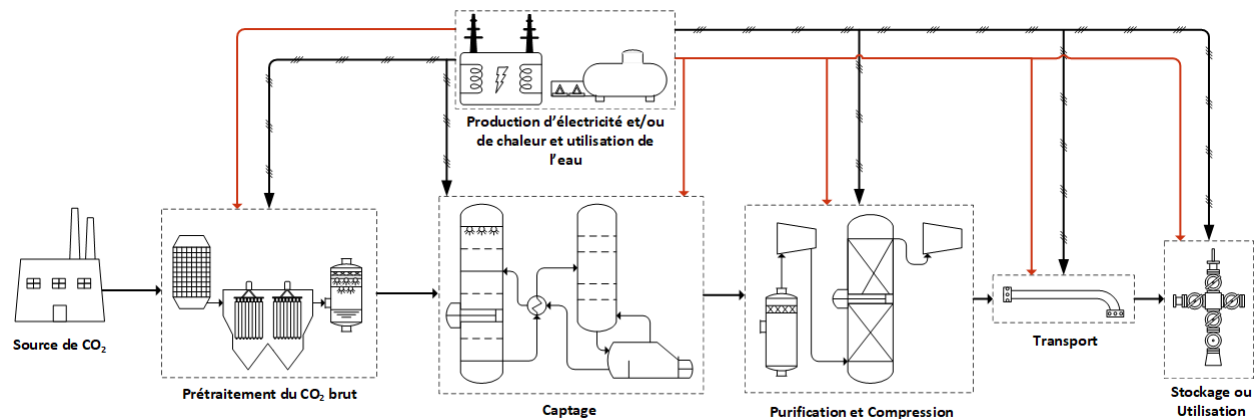 Production d’électricité et/ou
de chaleur et utilisation de
l’eau
Source de CO₂
Prétraitement du CO₂ brut
Captage
Purification et Compression
Transport
Stockage ou
Utilisation